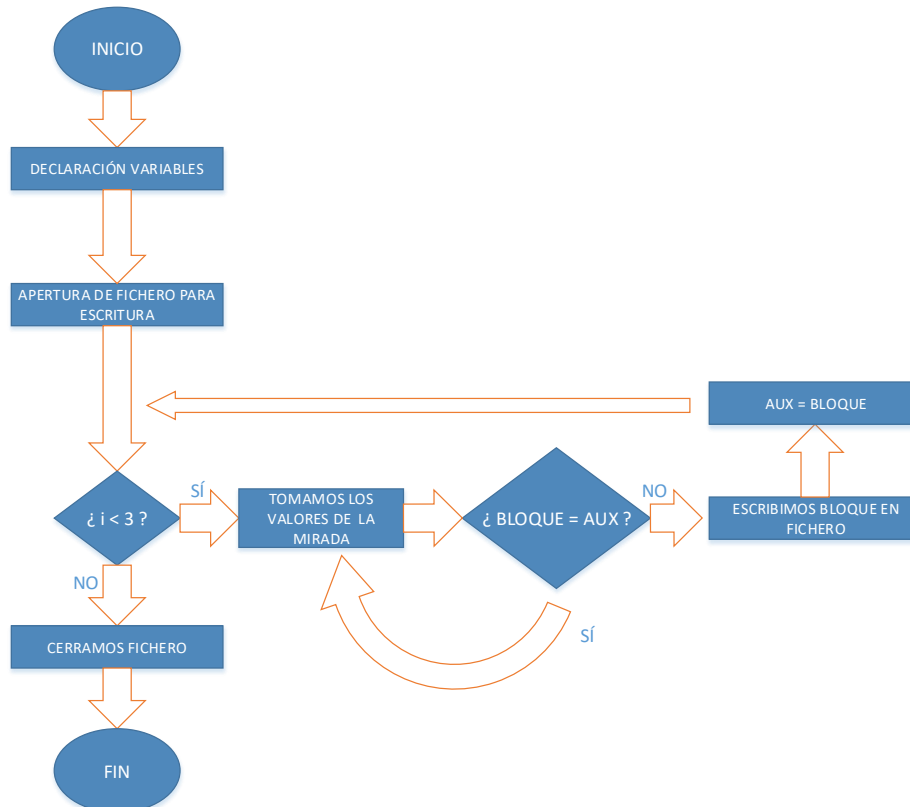 INICIO
DECLARACIÓN VARIABLES
APERTURA DE FICHERO PARA
ESCRITURA
AUX = BLOQUE
¿ i < 3 ?
SÍ
TOMAMOS LOS
VALORES DE LA
MIRADA
¿ BLOQUE = AUX ?
NO
ESCRIBIMOS BLOQUE EN
FICHERO
NO
SÍ
CERRAMOS FICHERO
FIN